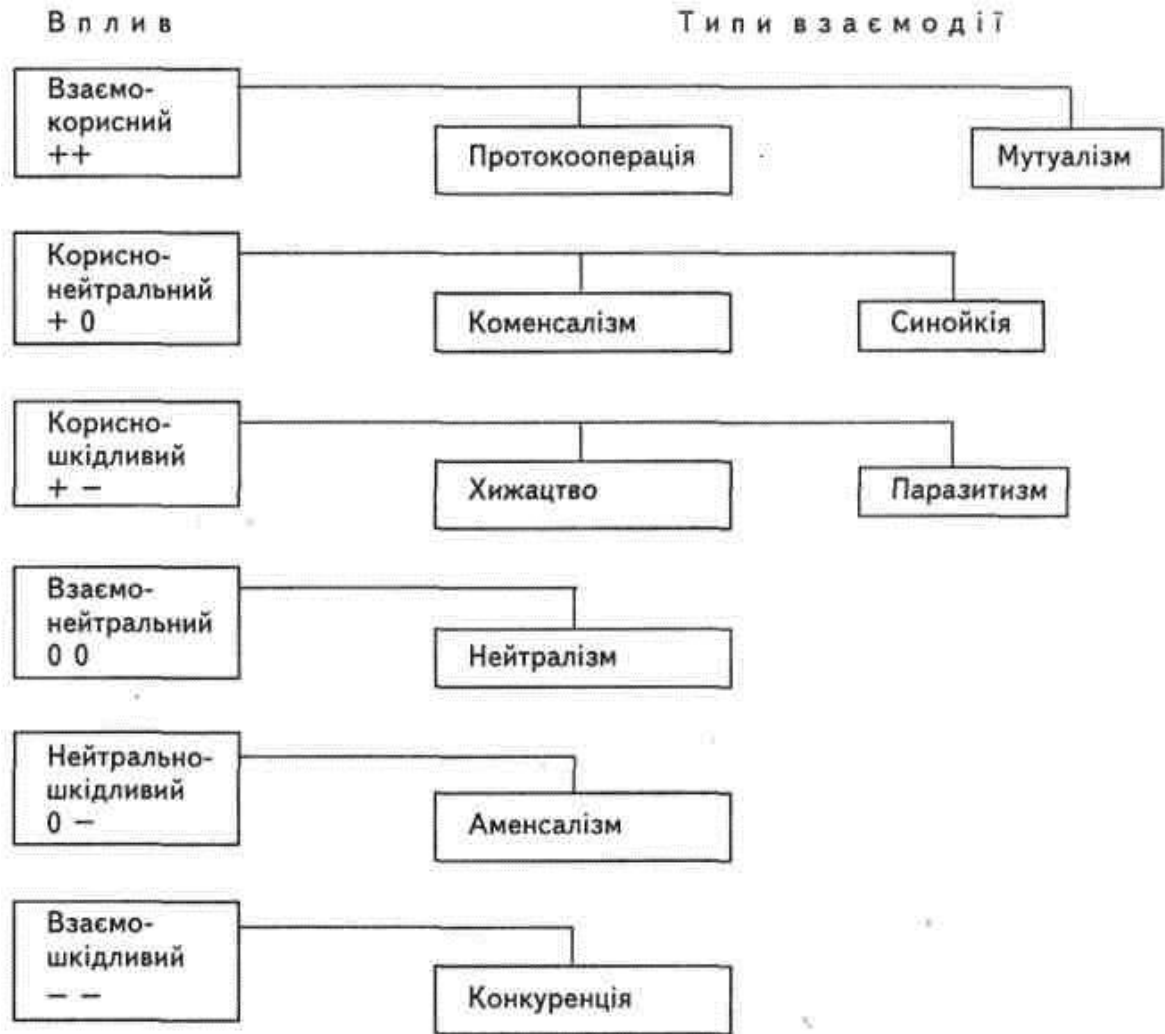 Вплив Типи взаємодії
Взаємо-
корисний
++
Протокооперація
Мутуалізм
Корисно-
нейтральний
+ 0
Коменсалізм
Синойкія
Корисно-
шкідливий
+ −
Хижацтво
Паразитизм
Взаємо-
нейтральний
0 0
Нейтралізм
Нейтрально-
шкідливий
0 −
Аменсалізм
Взаємо-
шкідливий
− −
Конкуренція